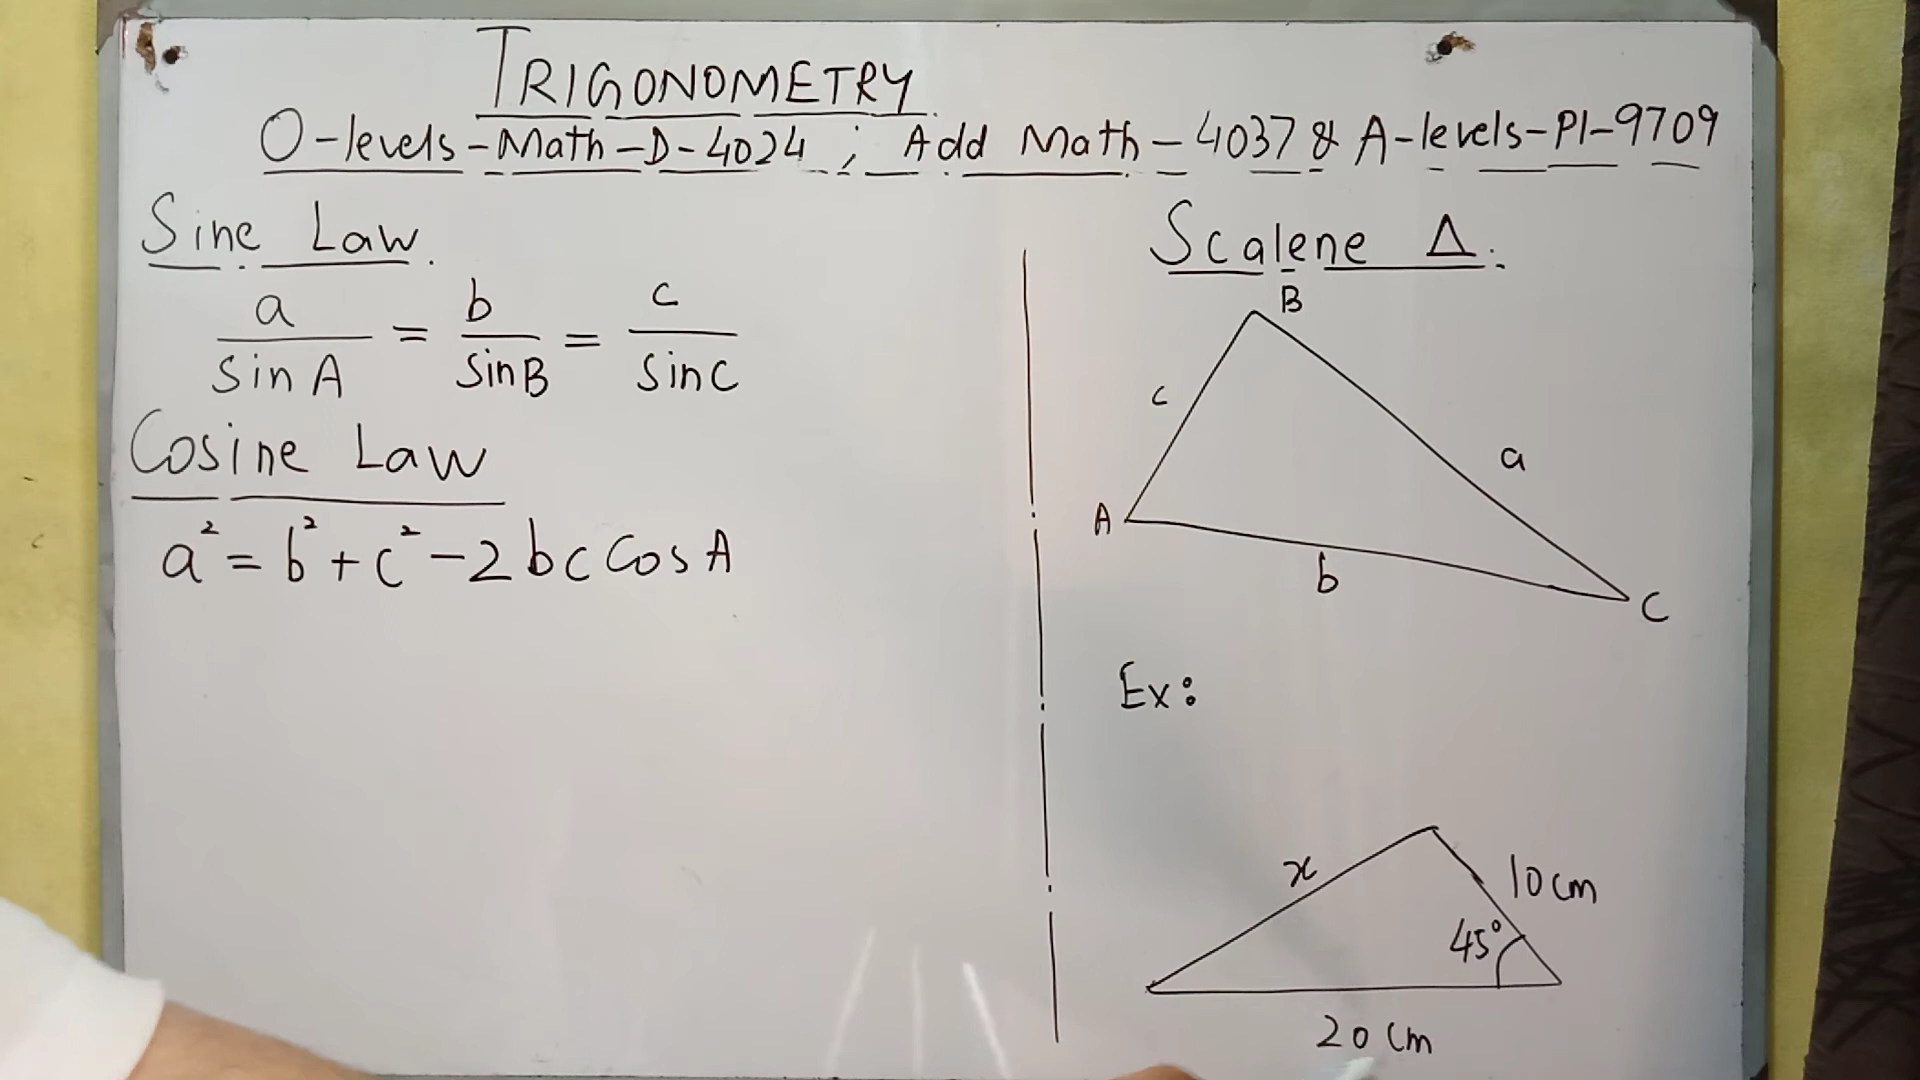 TRIGONOMETRY
O-levels-Math-D-4024 ; Add Math-4037 & A-levels-P1-9709
Sine Law.
a/sin A = b/sin B = c/sin C
Cosine Law
a² = b² + c² - 2bc Cos A
Scalene Δ.
B
c
a
A
b
C
Ex:
x
10 cm
45°
20 cm